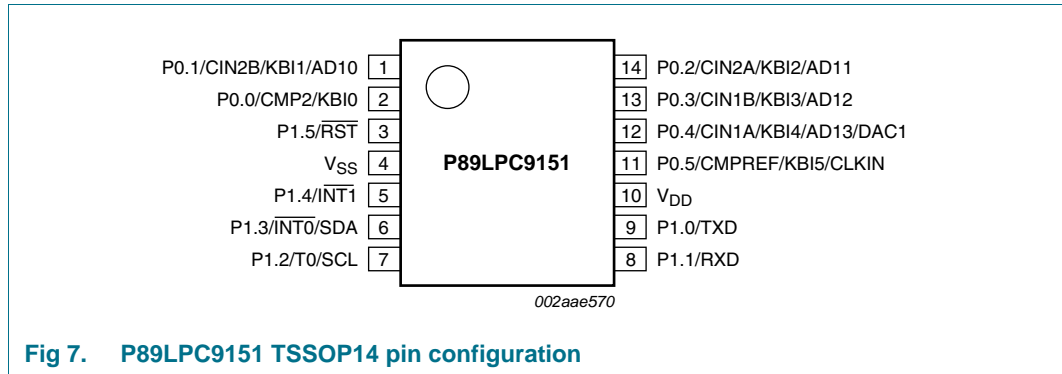 P0.1/CIN2B/KBI1/AD10 1
P0.0/CMP2/KBI0 2
P1.5/R̅S̅T̅ 3
VSS 4
P1.4/I̅N̅T̅1̅ 5
P1.3/I̅N̅T̅0̅/SDA 6
P1.2/T0/SCL 7
P89LPC9151
14 P0.2/CIN2A/KBI2/AD11
13 P0.3/CIN1B/KBI3/AD12
12 P0.4/CIN1A/KBI4/AD13/DAC1
11 P0.5/CMPREF/KBI5/CLKIN
10 VDD
9 P1.0/TXD
8 P1.1/RXD
002aae570
Fig 7. P89LPC9151 TSSOP14 pin configuration